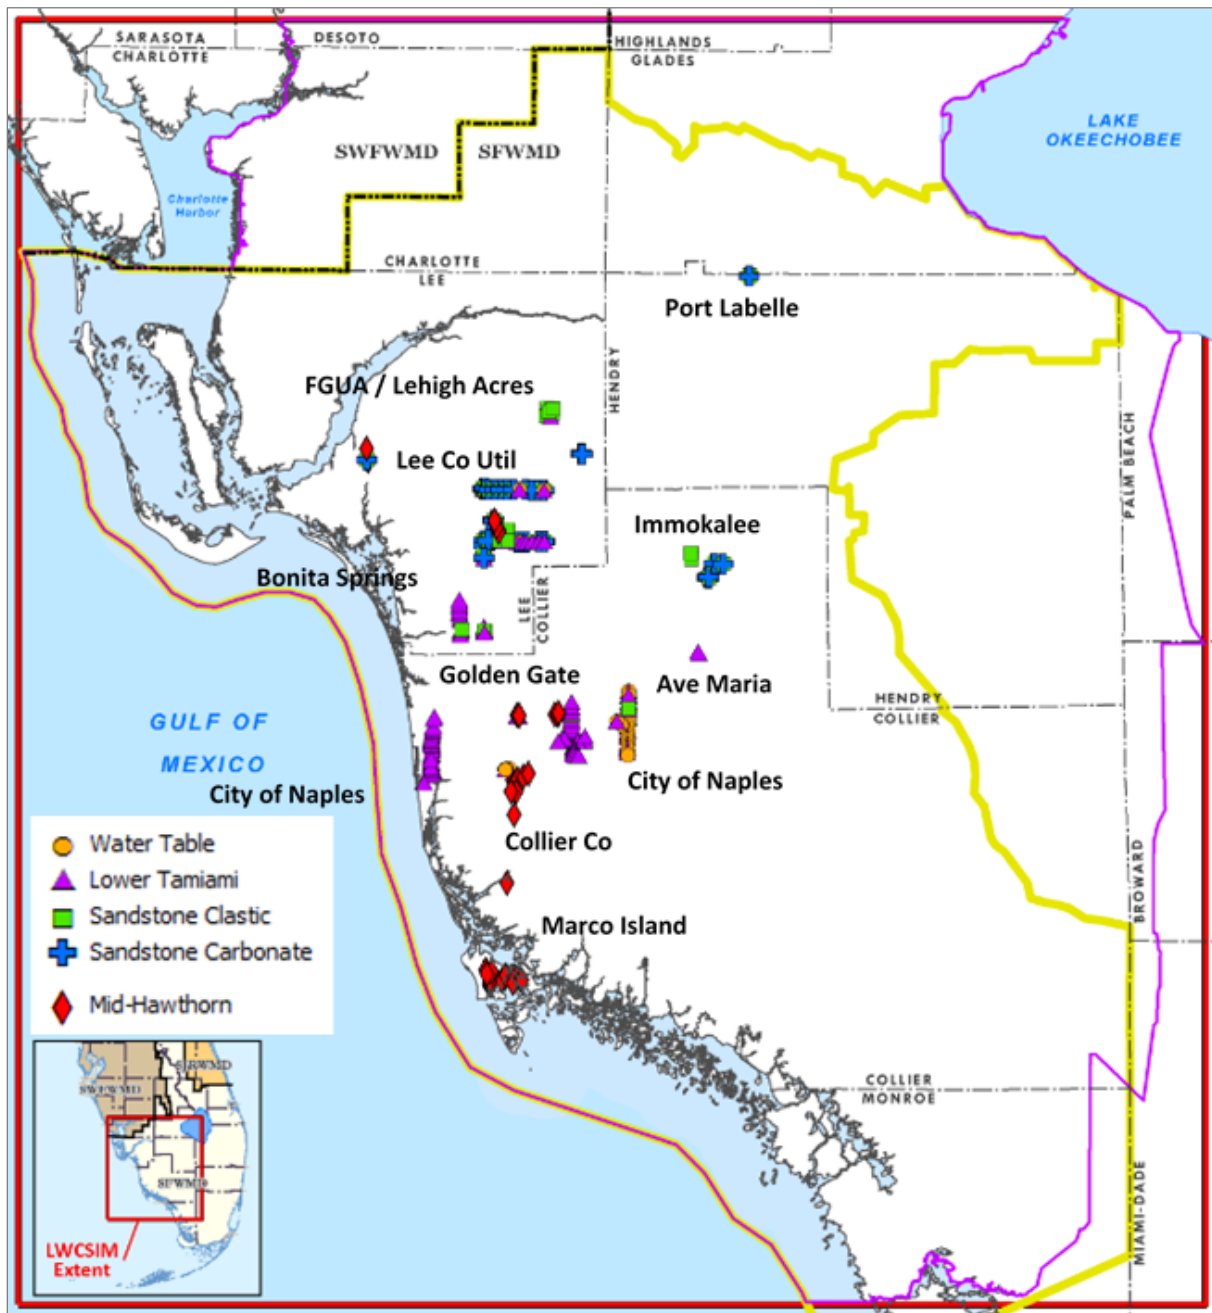 SARASOTA
CHARLOTTE
DESOTO
HIGHLANDS
GLADES
LAKE
OKEECHOBEE
SWFWMD
SFWMD
Charlotte
Harbor
CHARLOTTE
LEE
Port Labelle
HENDRY
FGUA / Lehigh Acres
PALM BEACH
Lee Co Util
Immokalee
Bonita Springs
LEE
COLLIER
Golden Gate
Ave Maria
HENDRY
COLLIER
GULF OF
MEXICO
City of Naples
City of Naples
Collier Co
BROWARD
Marco Island
Water Table
Lower Tamiami
Sandstone Clastic
Sandstone Carbonate
Mid-Hawthorn
COLLIER
MONROE
MIAMI-DADE
SJRWMD
SWFWMD
SFWMD
LWCSIM
Extent